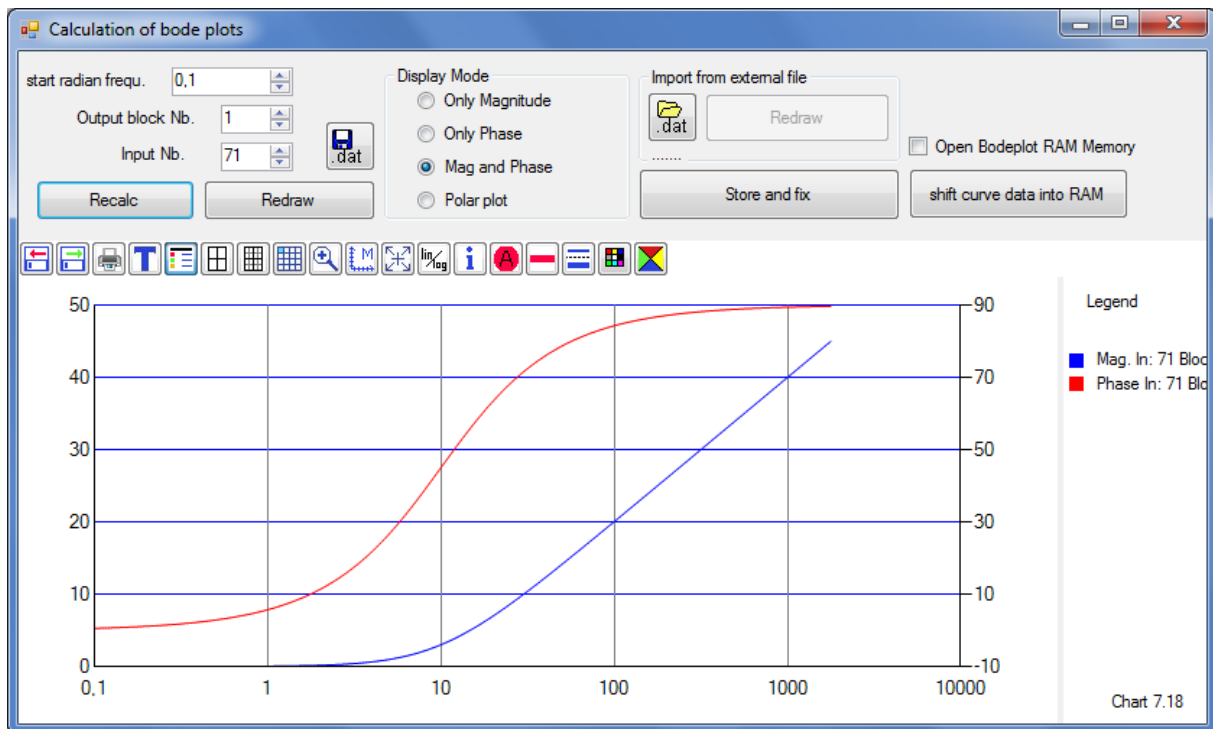 Calculation of bode plots
start radian frequ. 0,1
Output block Nb. 1
Input Nb. 71
.dat
Recalc
Redraw
Display Mode
Only Magnitude
Only Phase
Mag and Phase
Polar plot
Import from external file
.dat
Redraw
.......
Store and fix
Open Bodeplot RAM Memory
shift curve data into RAM
T
M
lin/log
i
A
50
40
30
20
10
0
90
70
50
30
10
-10
0,1 1 10 100 1000 10000
Legend
Mag. In: 71 Bloc
Phase In: 71 Blo
Chart 7.18